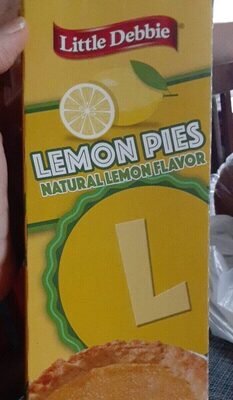 Little Debbie
LEMON PIES
NATURAL LEMON FLAVOR
L